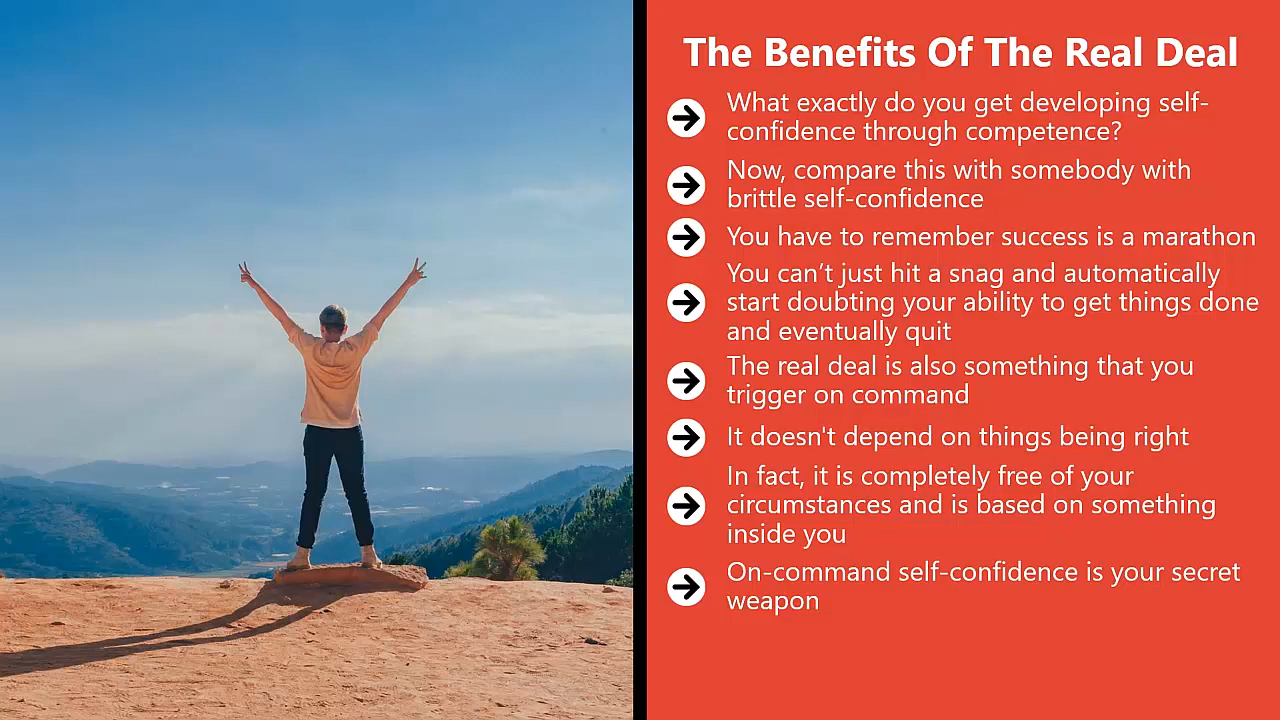 The Benefits Of The Real Deal
What exactly do you get developing self-
confidence through competence?
Now, compare this with somebody with
brittle self-confidence
You have to remember success is a marathon
You can’t just hit a snag and automatically
start doubting your ability to get things done
and eventually quit
The real deal is also something that you
trigger on command
It doesn't depend on things being right
In fact, it is completely free of your
circumstances and is based on something
inside you
On-command self-confidence is your secret
weapon